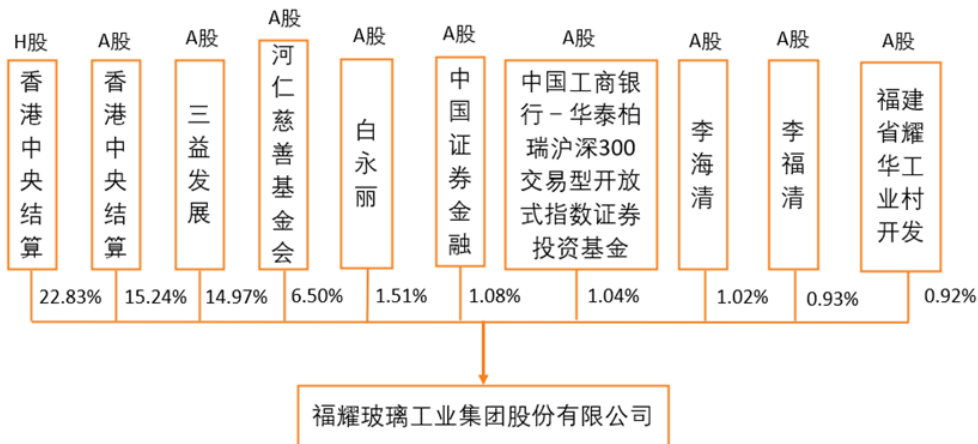 H股
香港中央结算
22.83%
A股
香港中央结算
15.24%
A股
三益发展
14.97%
A股
河仁慈善基金会
6.50%
A股
白永丽
1.51%
A股
中国证券金融
1.08%
A股
中国工商银
行－华泰柏
瑞沪深300
交易型开放
式指数证券
投资基金
1.04%
A股
李海清
1.02%
A股
李福清
0.93%
A股
福建
省耀
华工
业村
开发
0.92%
福耀玻璃工业集团股份有限公司